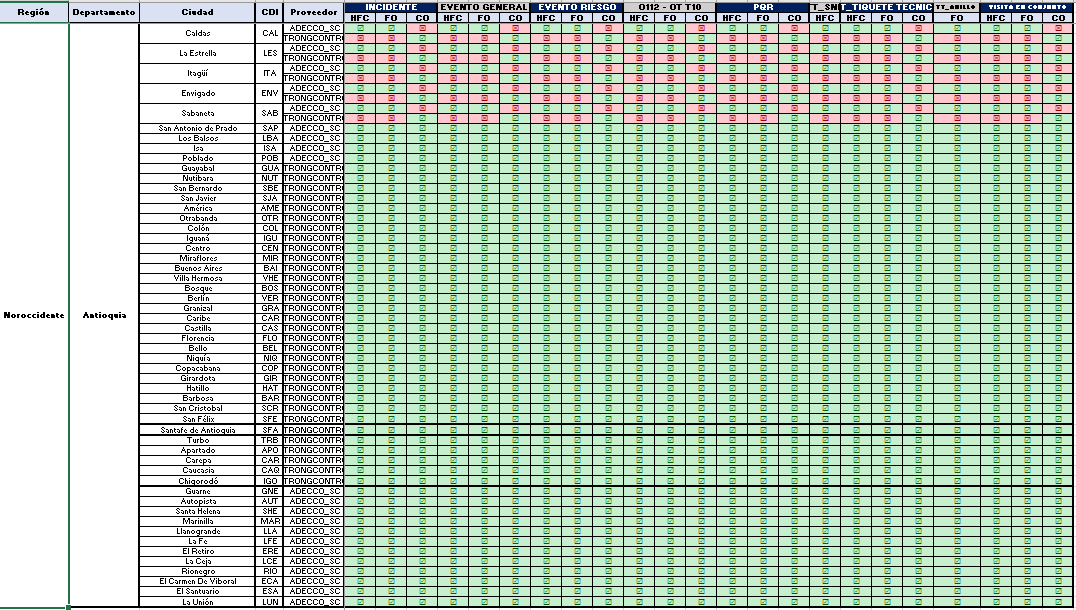 Región Departamento Ciudad CDI Proveedor INCIDENTE EVENTO GENERAL EVENTO RIESGO O112 - OT T10 PQR T_SNI T_TIQUETE TECNIC TT_ANILLO VISITA EN CONJUNTO
HFC FO CO HFC FO CO HFC FO CO HFC FO CO HFC FO CO HFC HFC FO CO FO HFC FO CO
Noroccidente Antioquia
Caldas CAL ADECCO_SC
TRONGCONTR
La Estrella LES ADECCO_SC
TRONGCONTR
Itagüí ITA ADECCO_SC
TRONGCONTR
Envigado ENV ADECCO_SC
TRONGCONTR
Sabaneta SAB ADECCO_SC
TRONGCONTR
San Antonio de Prado SAP ADECCO_SC
Los Balsos LBA ADECCO_SC
Isa ISA ADECCO_SC
Poblado POB ADECCO_SC
Guayabal GUA TRONGCONTR
Nutibara NUT TRONGCONTR
San Bernardo SBE TRONGCONTR
San Javier SJA TRONGCONTR
América AME TRONGCONTR
Otrabanda OTR TRONGCONTR
Colón COL TRONGCONTR
Iguaná IGU TRONGCONTR
Centro CEN TRONGCONTR
Miraflores MIR TRONGCONTR
Buenos Aires BAI TRONGCONTR
Villa Hermosa VHE TRONGCONTR
Bosque BOS TRONGCONTR
Berlín VER TRONGCONTR
Granizal GRA TRONGCONTR
Caribe CAR TRONGCONTR
Castilla CAS TRONGCONTR
Florencia FLO TRONGCONTR
Bello BEL TRONGCONTR
Niquía NIQ TRONGCONTR
Copacabana COP TRONGCONTR
Girardota GIR TRONGCONTR
Hatillo HAT TRONGCONTR
Barbosa BAR TRONGCONTR
San Cristobal SCR TRONGCONTR
San Félix SFE TRONGCONTR
Santafe de Antioquia SFA TRONGCONTR
Turbo TRB TRONGCONTR
Apartado APO TRONGCONTR
Carepa CAR TRONGCONTR
Caucasia CAQ TRONGCONTR
Chigorodó IGO TRONGCONTR
Guarne GNE ADECCO_SC
Autopista AUT ADECCO_SC
Santa Helena SHE ADECCO_SC
Marinilla MAR ADECCO_SC
Llanogrande LLA ADECCO_SC
La Fe LFE ADECCO_SC
El Retiro ERE ADECCO_SC
La Ceja LCE ADECCO_SC
Rionegro RIO ADECCO_SC
El Carmen De Viboral ECA ADECCO_SC
El Santuario ESA ADECCO_SC
La Unión LUN ADECCO_SC